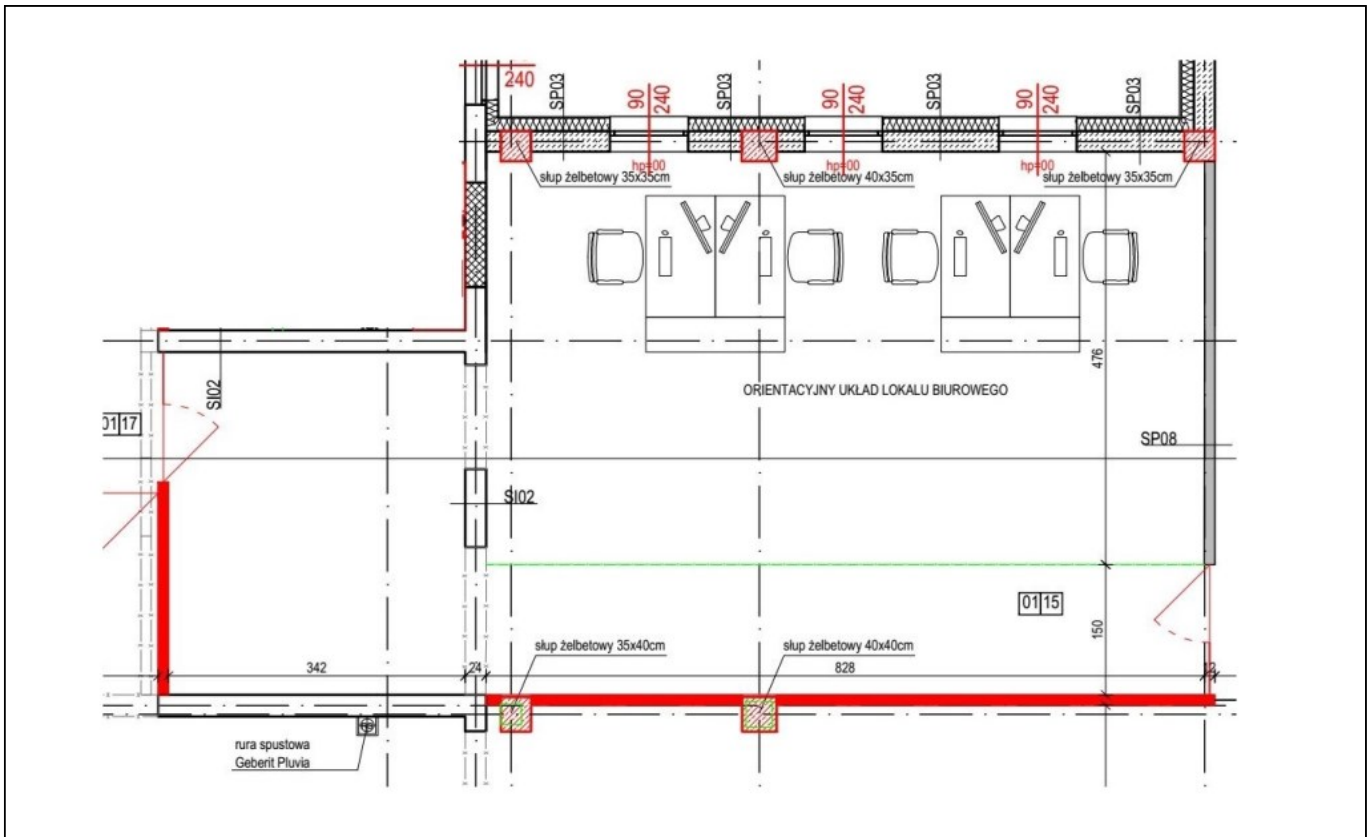 240
SP03
90
240
SP03
90
240
SP03
90
240
SP03
hp=00
hp=00
hp=00
słup żelbetowy 35x35cm
słup żelbetowy 40x35cm
słup żelbetowy 35x35cm
476
ORIENTACYJNY UKŁAD LOKALU BIUROWEGO
SI02
01 17
SP08
SI02
01 15
150
słup żelbetowy 35x40cm
słup żelbetowy 40x40cm
342
24
828
12
rura spustowa
Geberit Pluvia